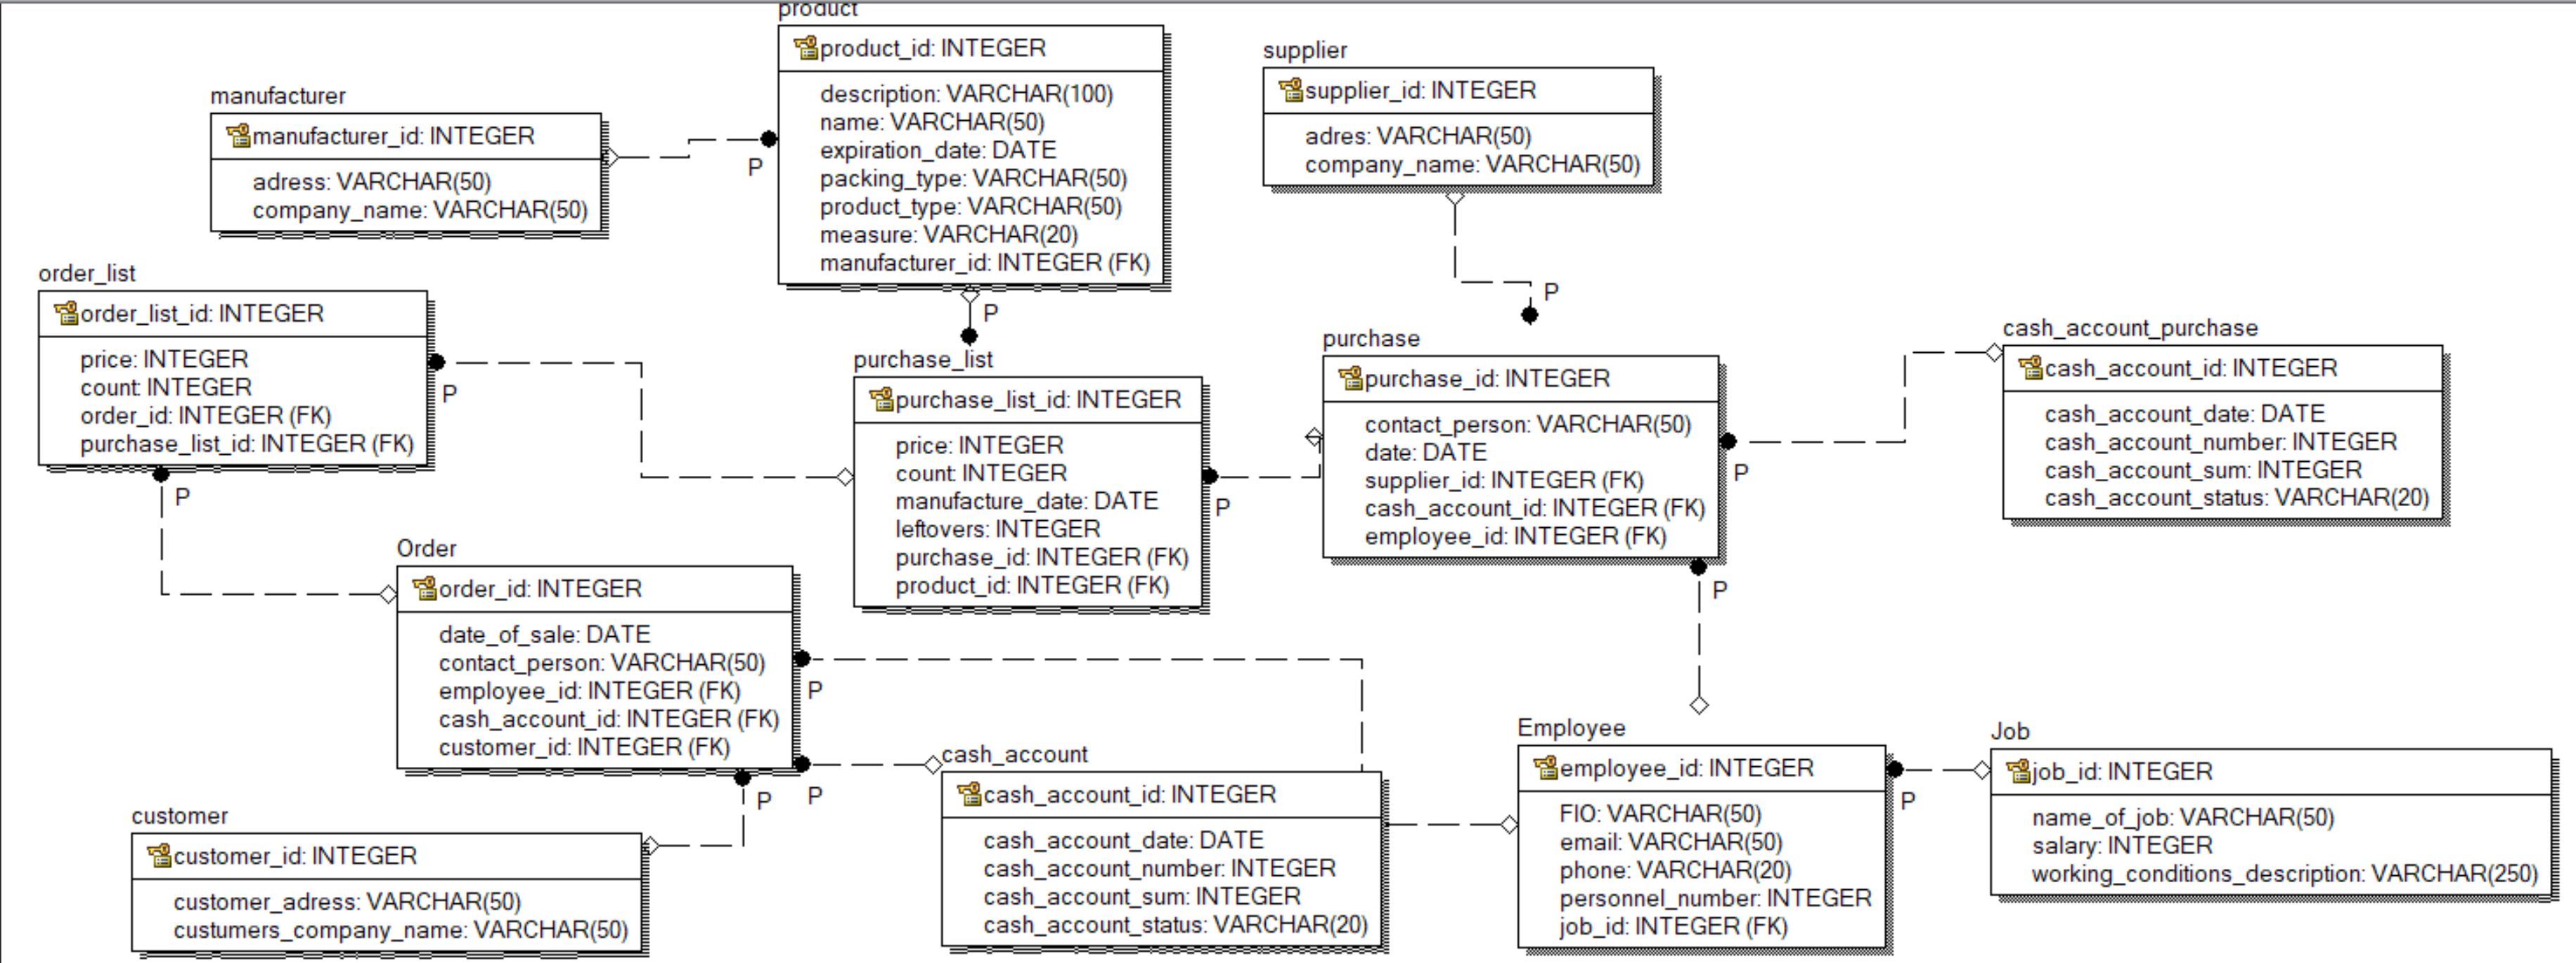 product
product_id: INTEGER
description: VARCHAR(100)
name: VARCHAR(50)
expiration_date: DATE
packing_type: VARCHAR(50)
product_type: VARCHAR(50)
measure: VARCHAR(20)
manufacturer_id: INTEGER (FK)
P
supplier
supplier_id: INTEGER
adres: VARCHAR(50)
company_name: VARCHAR(50)
P
manufacturer
manufacturer_id: INTEGER
adress: VARCHAR(50)
company_name: VARCHAR(50)
P
order_list
order_list_id: INTEGER
price: INTEGER
count: INTEGER
order_id: INTEGER (FK)
purchase_list_id: INTEGER (FK)
P
P
purchase_list
purchase_list_id: INTEGER
price: INTEGER
count: INTEGER
manufacture_date: DATE
leftovers: INTEGER
purchase_id: INTEGER (FK)
product_id: INTEGER (FK)
P
purchase
purchase_id: INTEGER
contact_person: VARCHAR(50)
date: DATE
supplier_id: INTEGER (FK)
cash_account_id: INTEGER (FK)
employee_id: INTEGER (FK)
P
P
cash_account_purchase
cash_account_id: INTEGER
cash_account_date: DATE
cash_account_number: INTEGER
cash_account_sum: INTEGER
cash_account_status: VARCHAR(20)
Order
order_id: INTEGER
date_of_sale: DATE
contact_person: VARCHAR(50)
employee_id: INTEGER (FK)
cash_account_id: INTEGER (FK)
customer_id: INTEGER (FK)
P
P
P
customer
customer_id: INTEGER
customer_adress: VARCHAR(50)
custumers_company_name: VARCHAR(50)
cash_account
cash_account_id: INTEGER
cash_account_date: DATE
cash_account_number: INTEGER
cash_account_sum: INTEGER
cash_account_status: VARCHAR(20)
Employee
employee_id: INTEGER
FIO: VARCHAR(50)
email: VARCHAR(50)
phone: VARCHAR(20)
personnel_number: INTEGER
job_id: INTEGER (FK)
P
Job
job_id: INTEGER
name_of_job: VARCHAR(50)
salary: INTEGER
working_conditions_description: VARCHAR(250)